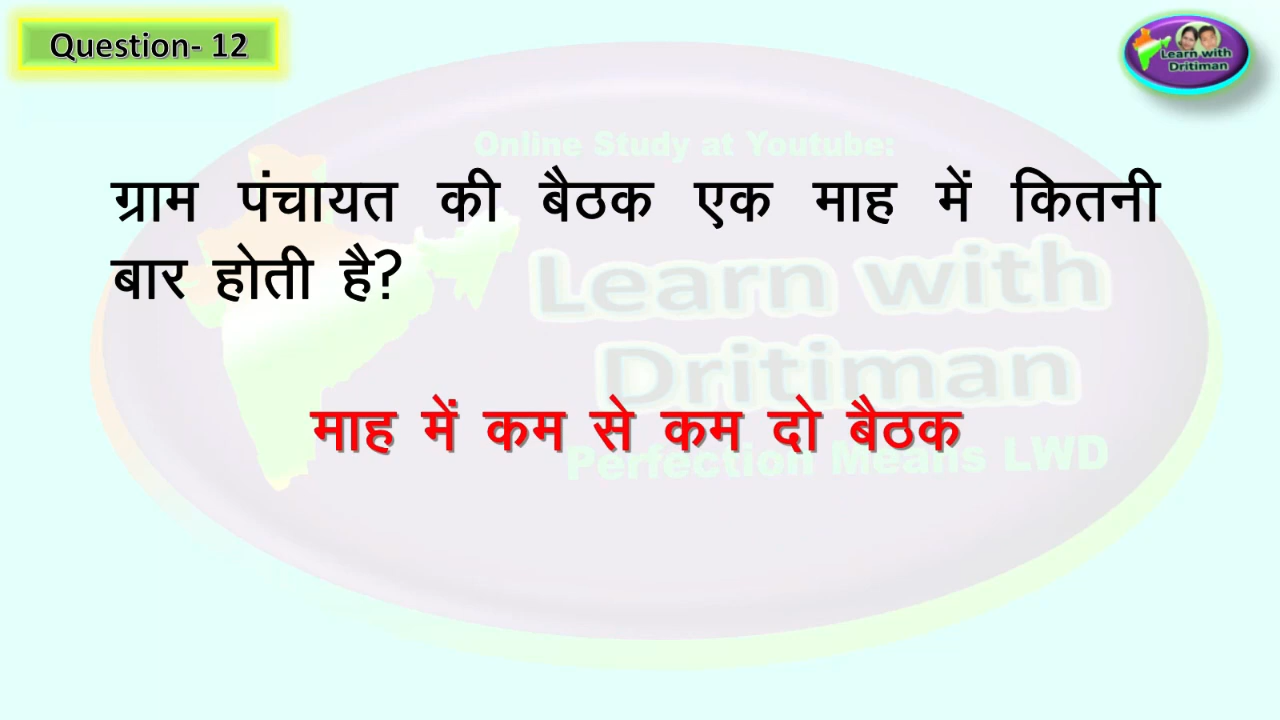 Question- 12
Learn with
Dritiman
Online Study at Youtube:
ग्राम पंचायत की बैठक एक माह में कितनी
बार होती है?
Learn with
Dritiman
माह में कम से कम दो बैठक
Perfection Means LWD